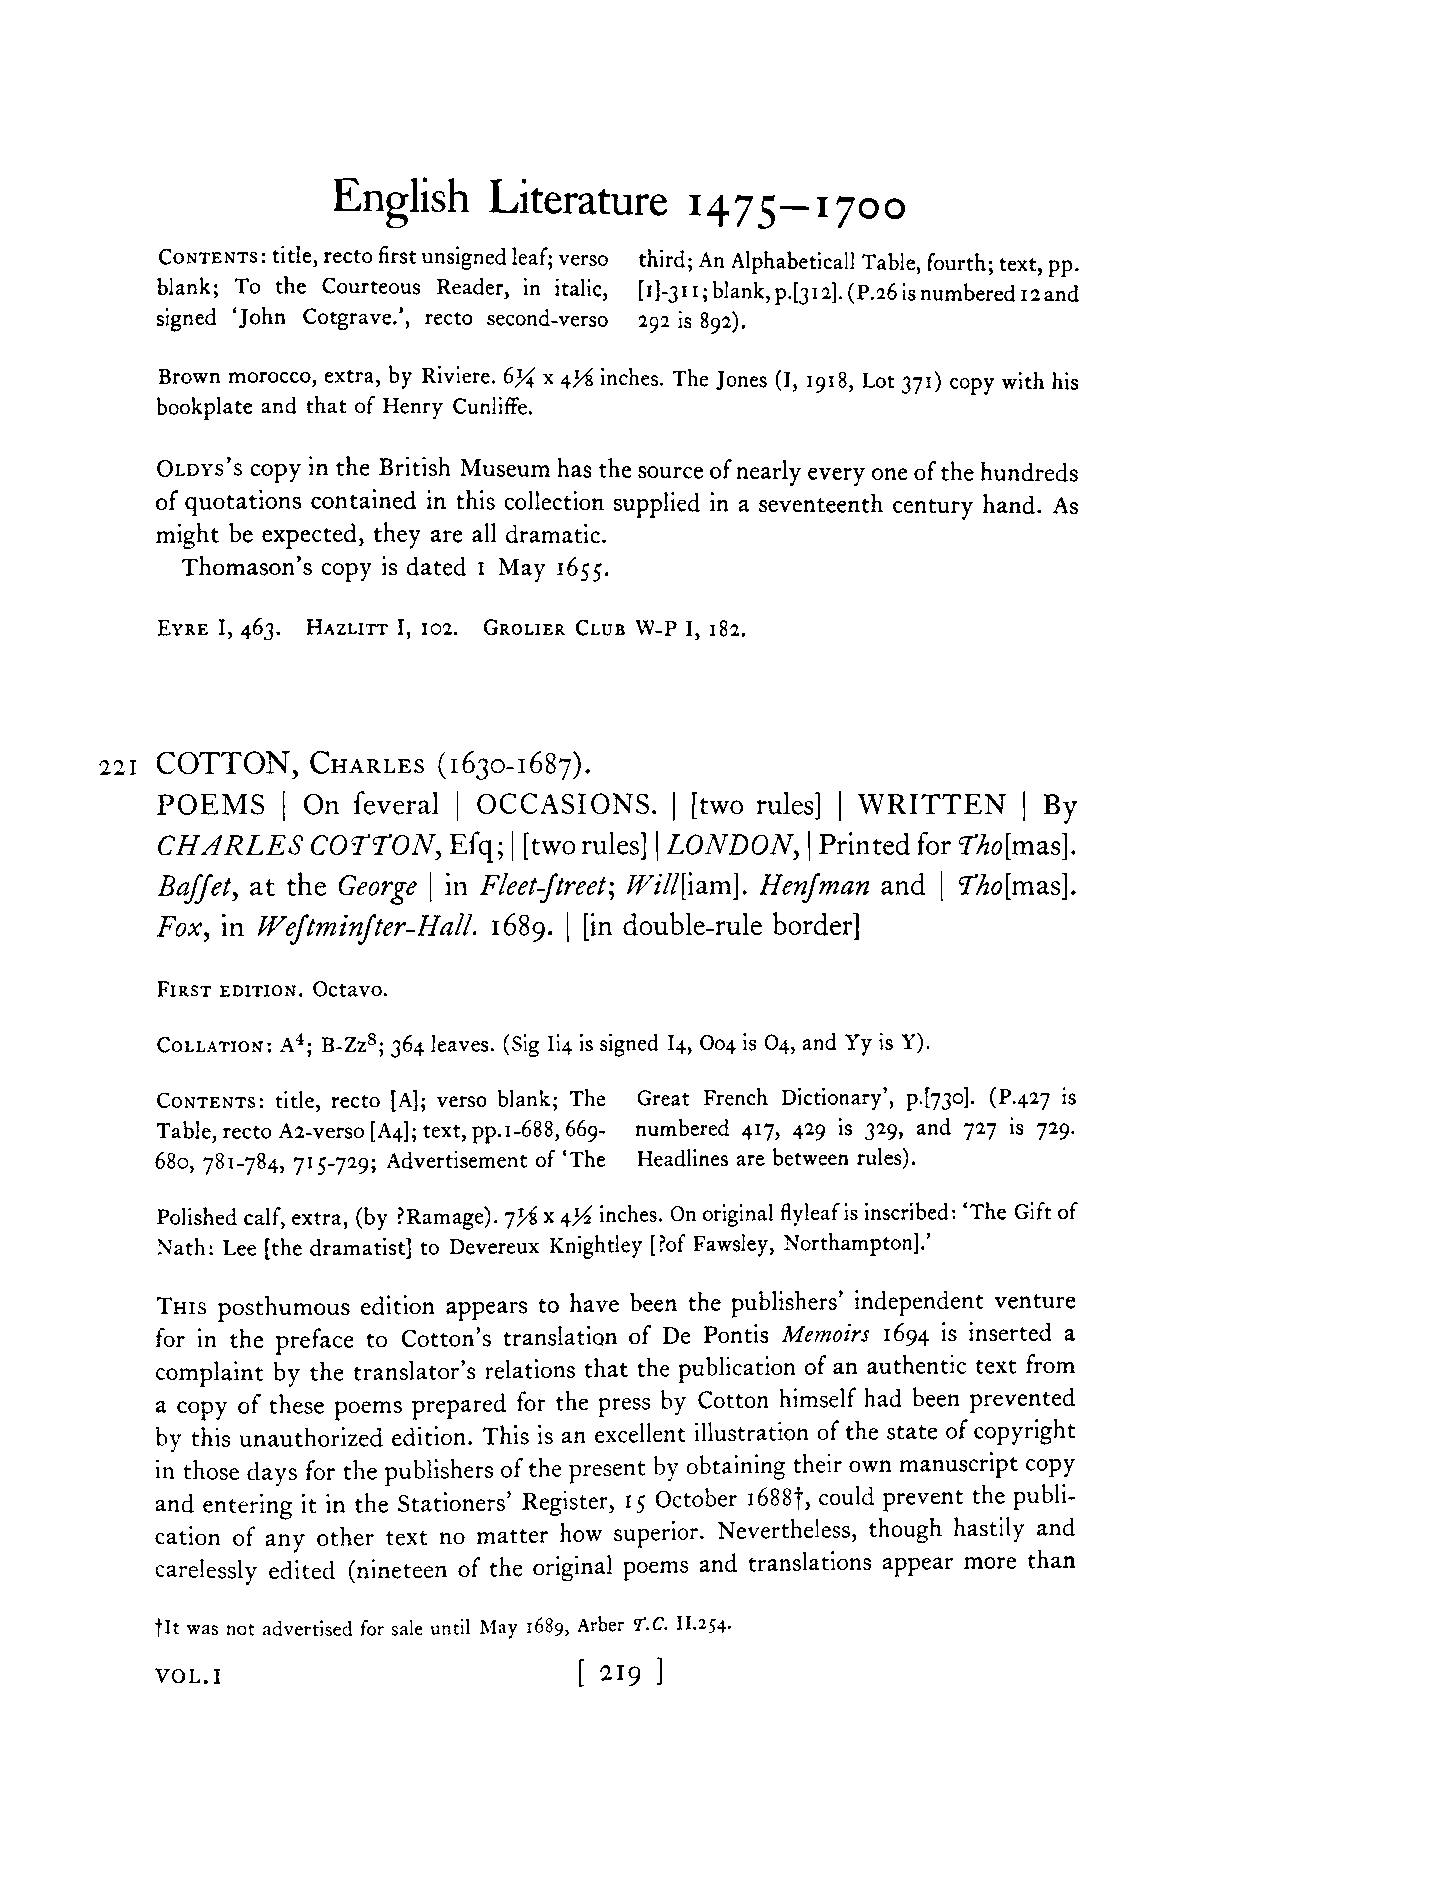 English Literature 1475–1700
CONTENTS: title, recto first unsigned leaf; verso
blank; To the Courteous Reader, in italic,
signed ‘John Cotgrave.’, recto second-verso
third; An Alphabeticall Table, fourth; text, pp.
[1]-311; blank, p.[312]. (P.26 is numbered 12 and
292 is 892).
Brown morocco, extra, by Riviere. 6¼ x 4⅛ inches. The Jones (I, 1918, Lot 371) copy with his
bookplate and that of Henry Cunliffe.
OLDYS’S copy in the British Museum has the source of nearly every one of the hundreds
of quotations contained in this collection supplied in a seventeenth century hand. As
might be expected, they are all dramatic.
Thomason’s copy is dated 1 May 1655.
EYRE I, 463. HAZLITT I, 102. GROLIER CLUB W-P I, 182.
221 COTTON, CHARLES (1630-1687).
POEMS | On ſeveral | OCCASIONS. | [two rules] | WRITTEN | By
CHARLES COTTON, Eſq; | [two rules] | LONDON, | Printed for Tho[mas].
Baſſet, at the George | in Fleet-ſtreet; Will[iam]. Henſman and | Tho[mas].
Fox, in Weſtminſter-Hall. 1689. | [in double-rule border]
FIRST EDITION. Octavo.
COLLATION: A⁴; B-Zz⁸; 364 leaves. (Sig Ii4 is signed I4, Oo4 is O4, and Yy is Y).
CONTENTS: title, recto [A]; verso blank; The
Table, recto A2-verso [A4]; text, pp.1-688, 669-
680, 781-784, 715-729; Advertisement of ‘The
Great French Dictionary’, p.[730]. (P.427 is
numbered 417, 429 is 329, and 727 is 729.
Headlines are between rules).
Polished calf, extra, (by ?Ramage). 7⅛ x 4½ inches. On original flyleaf is inscribed: ‘The Gift of
Nath: Lee [the dramatist] to Devereux Knightley [?of Fawsley, Northampton].’
THIS posthumous edition appears to have been the publishers’ independent venture
for in the preface to Cotton’s translation of De Pontis Memoirs 1694 is inserted a
complaint by the translator’s relations that the publication of an authentic text from
a copy of these poems prepared for the press by Cotton himself had been prevented
by this unauthorized edition. This is an excellent illustration of the state of copyright
in those days for the publishers of the present by obtaining their own manuscript copy
and entering it in the Stationers’ Register, 15 October 1688†, could prevent the publi-
cation of any other text no matter how superior. Nevertheless, though hastily and
carelessly edited (nineteen of the original poems and translations appear more than
†It was not advertised for sale until May 1689, Arber T.C. II.254.
VOL.I [ 219 ]